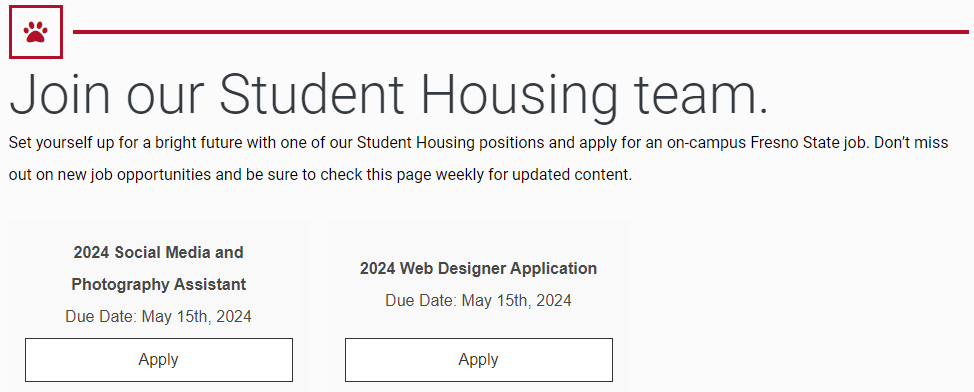 Join our Student Housing team.
Set yourself up for a bright future with one of our Student Housing positions and apply for an on-campus Fresno State job. Don’t miss
out on new job opportunities and be sure to check this page weekly for updated content.
2024 Social Media and
Photography Assistant
Due Date: May 15th, 2024
Apply
2024 Web Designer Application
Due Date: May 15th, 2024
Apply